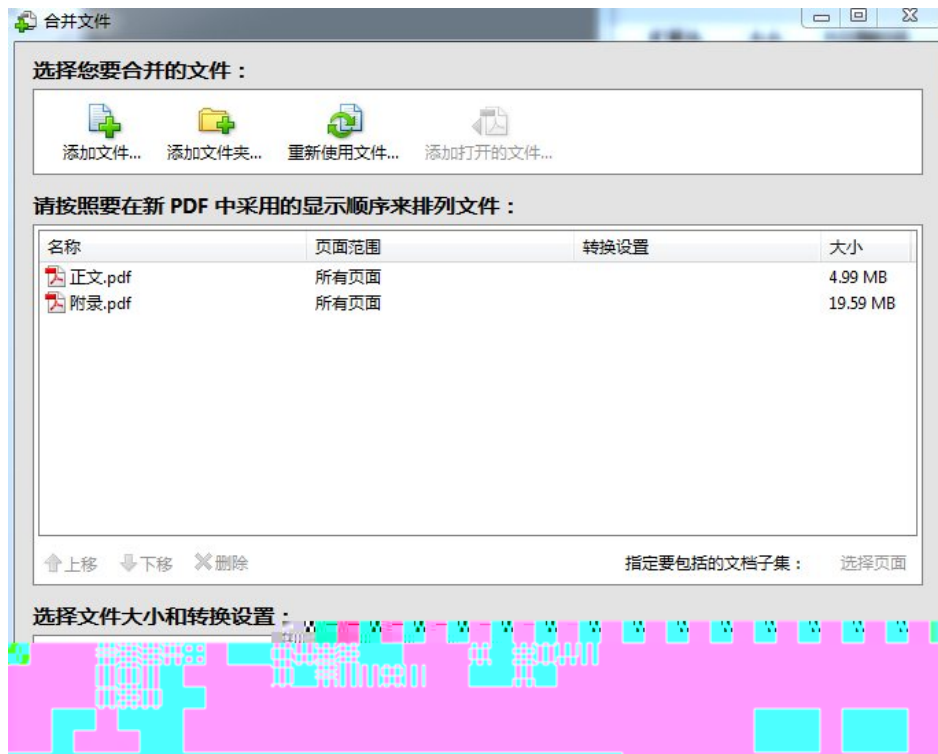 合并文件
选择您要合并的文件：
添加文件... 添加文件夹... 重新使用文件... 添加打开的文件...
请按照要在新 PDF 中采用的显示顺序来排列文件：
名称 页面范围 转换设置 大小
正文.pdf 所有页面 4.99 MB
附录.pdf 所有页面 19.59 MB
上移 下移 删除 指定要包括的文档子集： 选择页面
选择文件大小和转换设置：